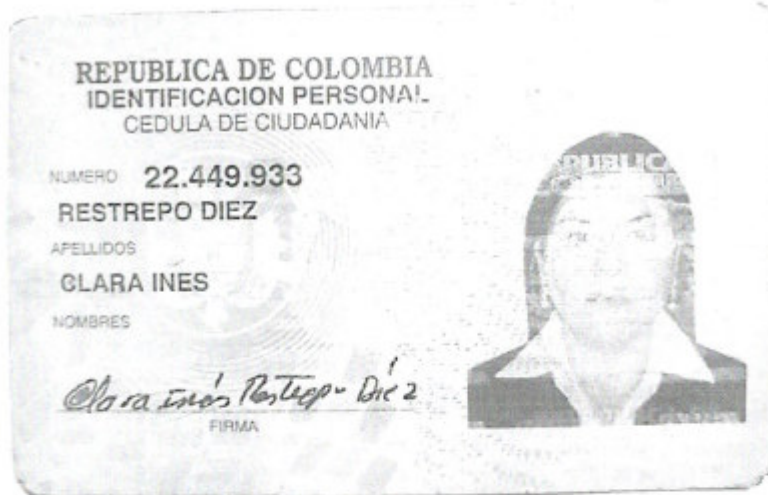 REPUBLICA DE COLOMBIA
IDENTIFICACION PERSONAL
CEDULA DE CIUDADANIA
NUMERO 22.449.933
RESTREPO DIEZ
APELLIDOS
CLARA INES
NOMBRES
Clara inés Restrepo Diéz
FIRMA